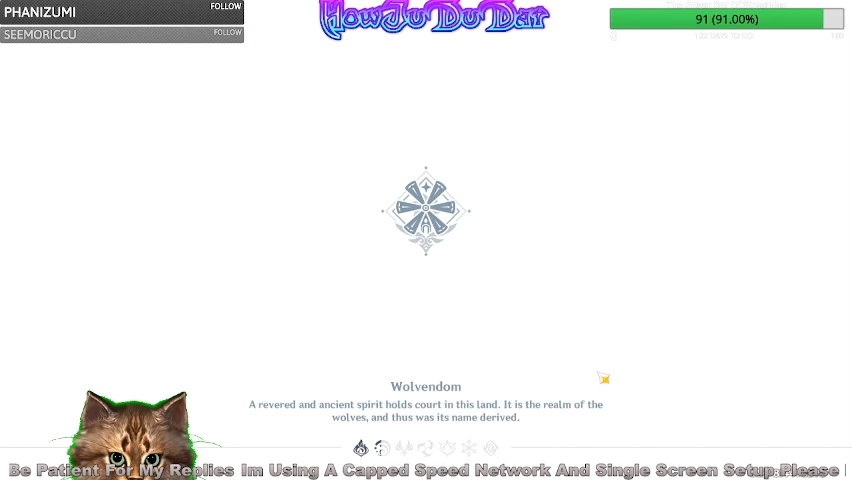 PHANIZUMI
FOLLOW
SEEMORICCU
FOLLOW
HowJu Du Dat
91 (91.00%)
0
Wolvendom
A revered and ancient spirit holds court in this land. It is the realm of the
wolves, and thus was its name derived.
Be Patient For My Replies Im Using A Capped Speed Network And Single Screen Setup Please